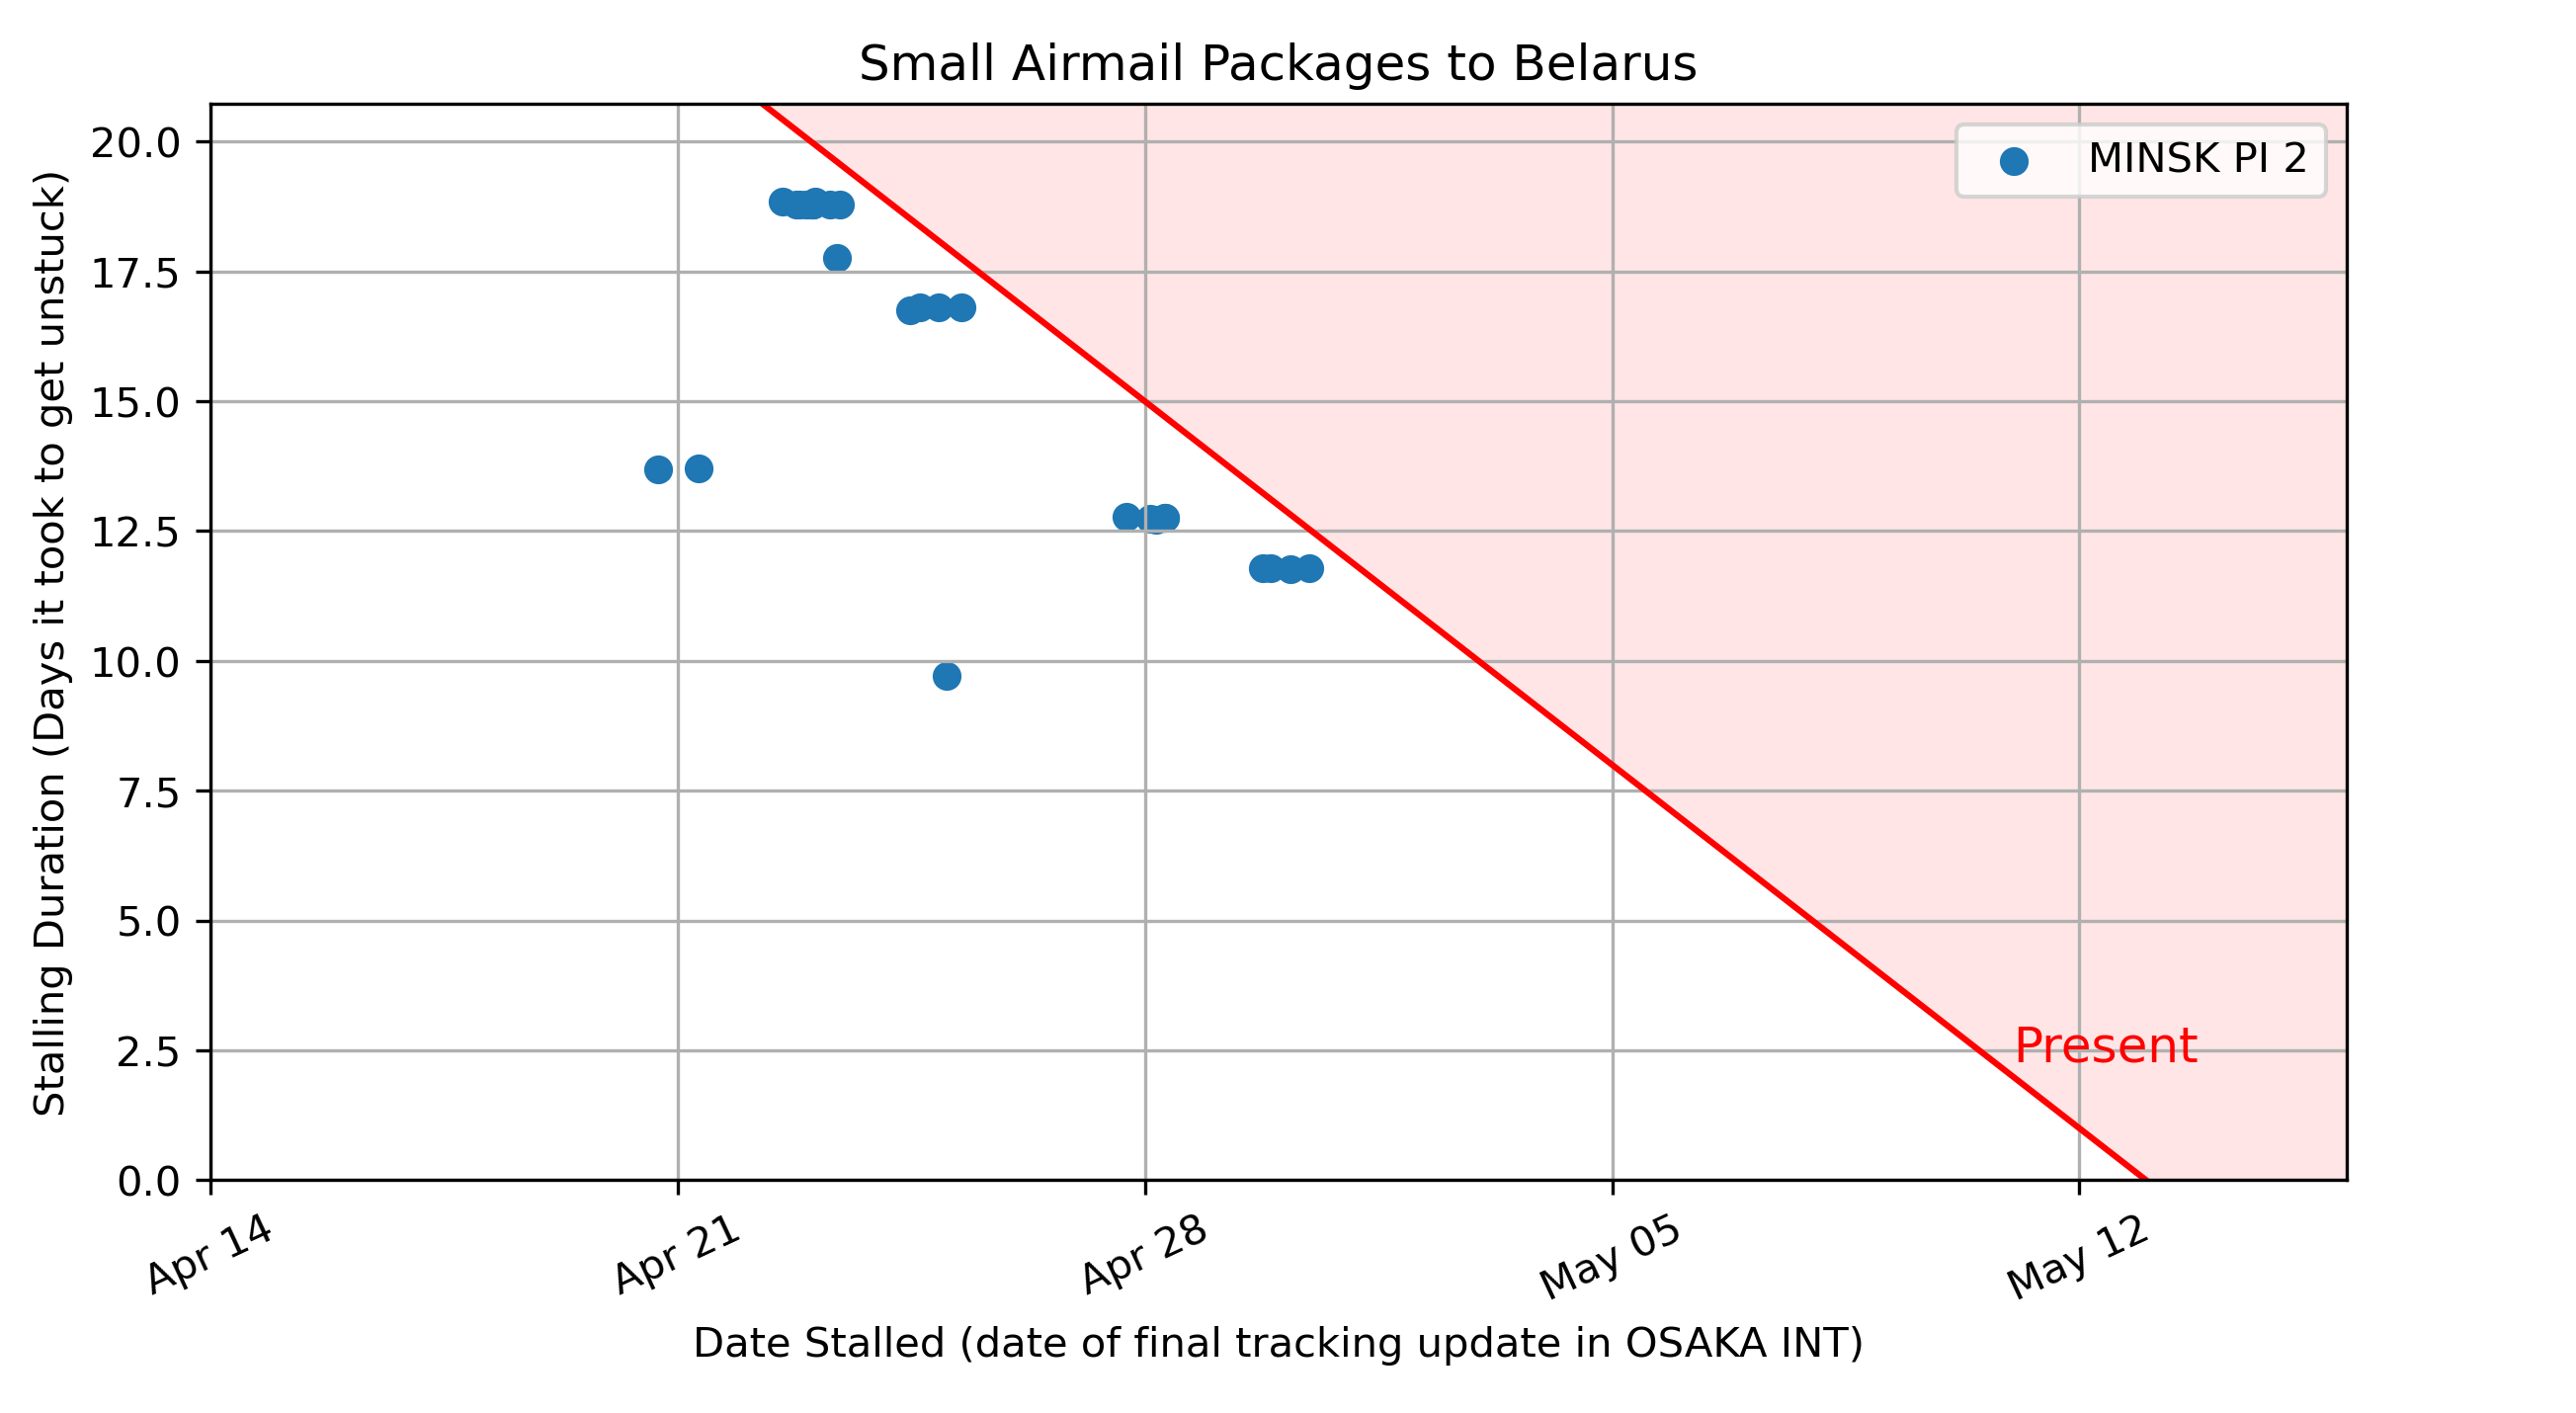 Small Airmail Packages to Belarus
MINSK PI 2
Stalling Duration (Days it took to get unstuck)
20.0
17.5
15.0
12.5
10.0
7.5
5.0
2.5
0.0
Present
Apr 14
Apr 21
Apr 28
May 05
May 12
Date Stalled (date of final tracking update in OSAKA INT)